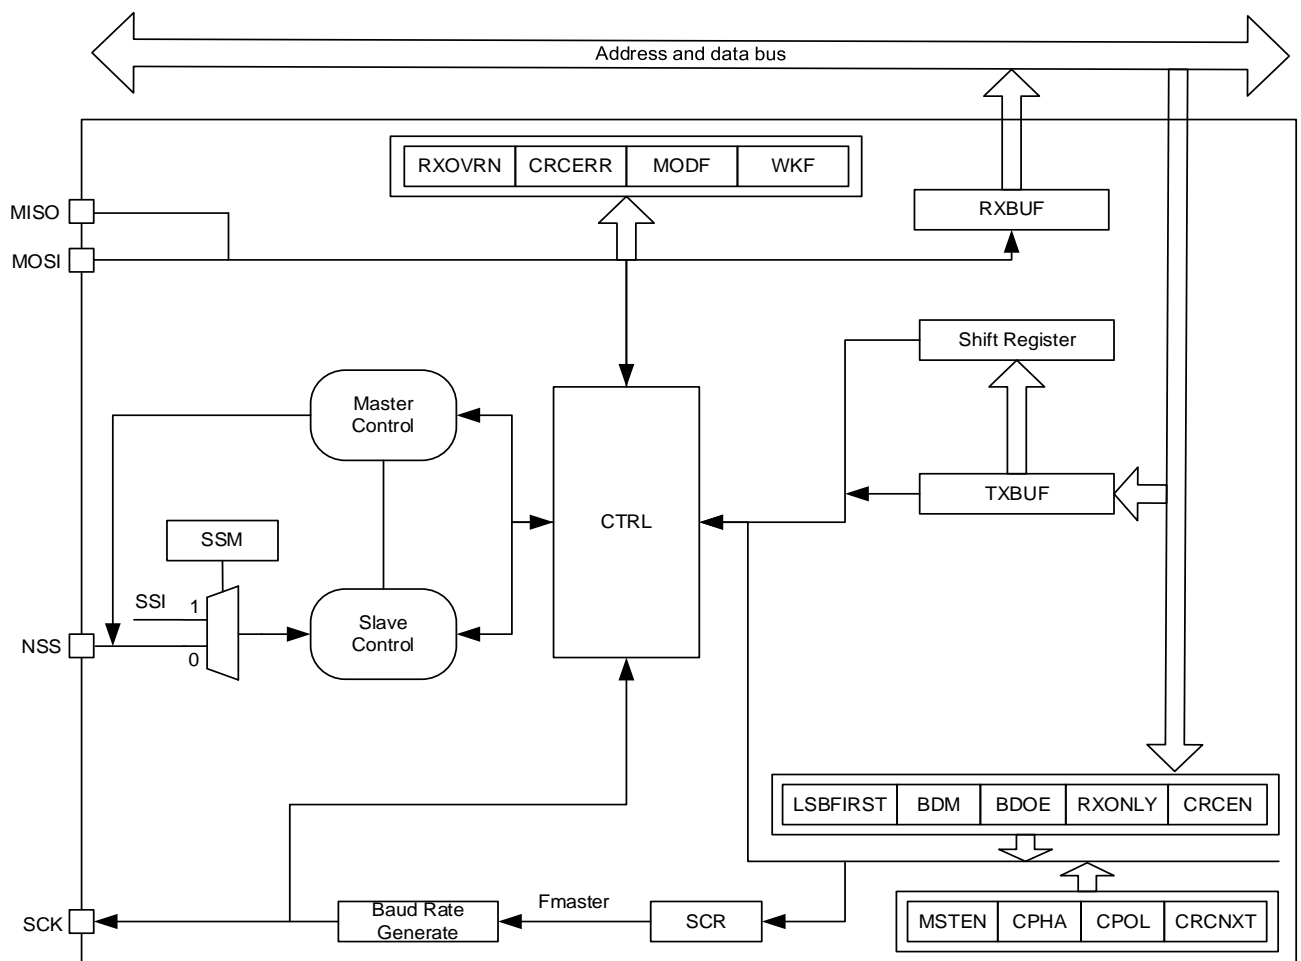 Address and data bus
RXOVRN CRCERR MODF WKF
MISO
RXBUF
MOSI
Shift Register
Master
Control
TXBUF
CTRL
SSM
SSI 1
Slave
Control
NSS
0
LSBFIRST BDM BDOE RXONLY CRCEN
Fmaster
SCK
Baud Rate
Generate
SCR
MSTEN CPHA CPOL CRCNXT